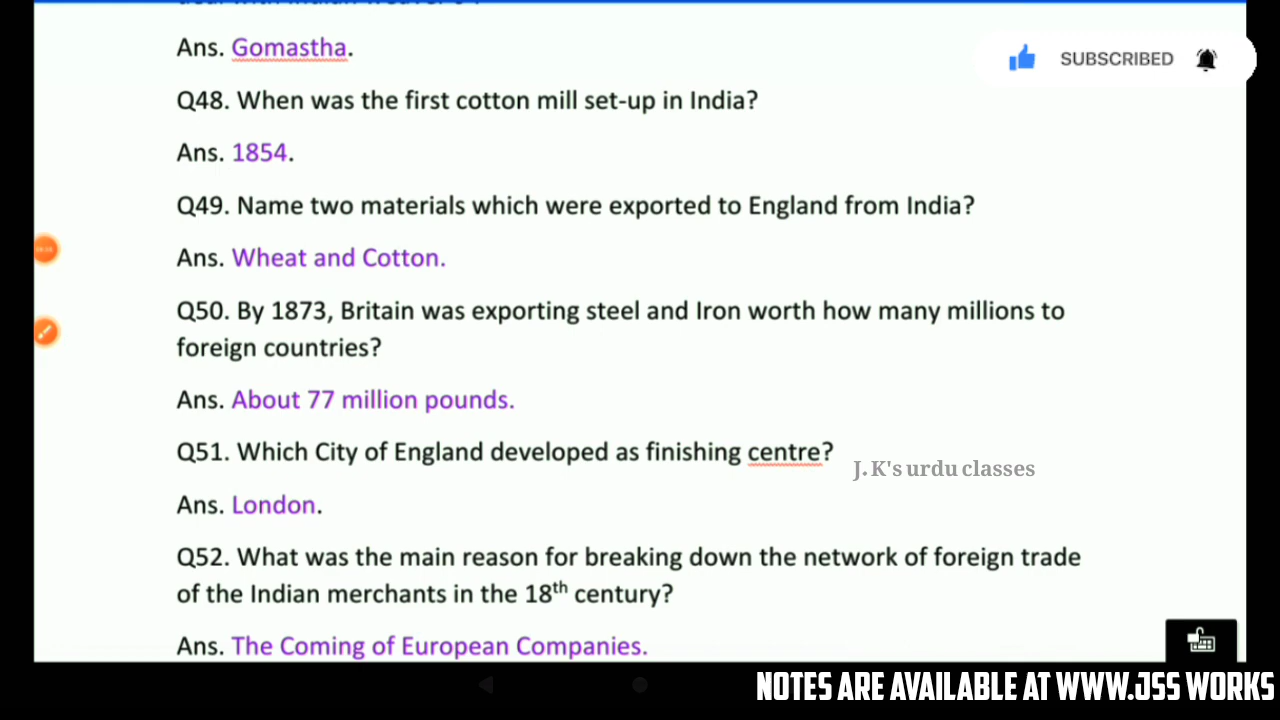 Ans. Gomastha.
SUBSCRIBED
Q48. When was the first cotton mill set-up in India?
Ans. 1854.
Q49. Name two materials which were exported to England from India?
Ans. Wheat and Cotton.
Q50. By 1873, Britain was exporting steel and Iron worth how many millions to
foreign countries?
Ans. About 77 million pounds.
Q51. Which City of England developed as finishing centre?
J.K's urdu classes
Ans. London.
Q52. What was the main reason for breaking down the network of foreign trade
of the Indian merchants in the 18th century?
Ans. The Coming of European Companies.
NOTES ARE AVAILABLE AT WWW.JSS WORKS